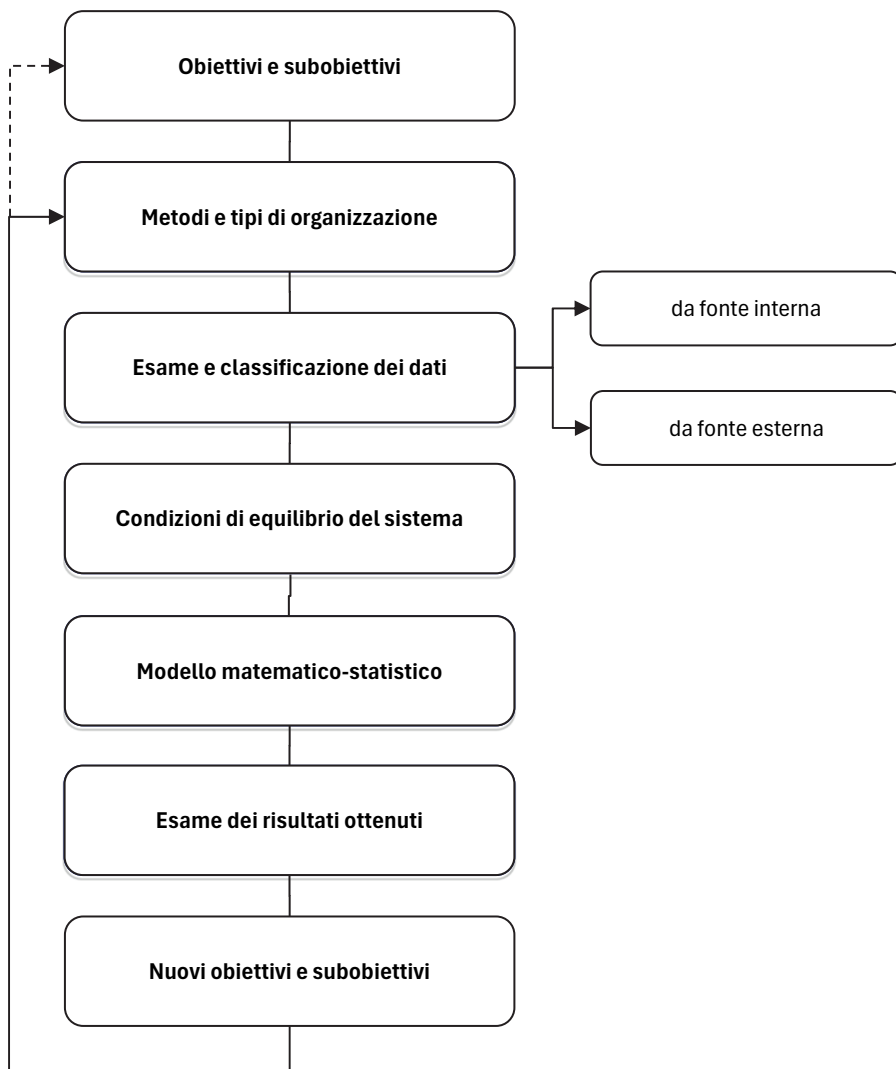 Obiettivi e subobiettivi
Metodi e tipi di organizzazione
Esame e classificazione dei dati
da fonte interna
da fonte esterna
Condizioni di equilibrio del sistema
Modello matematico-statistico
Esame dei risultati ottenuti
Nuovi obiettivi e subobiettivi